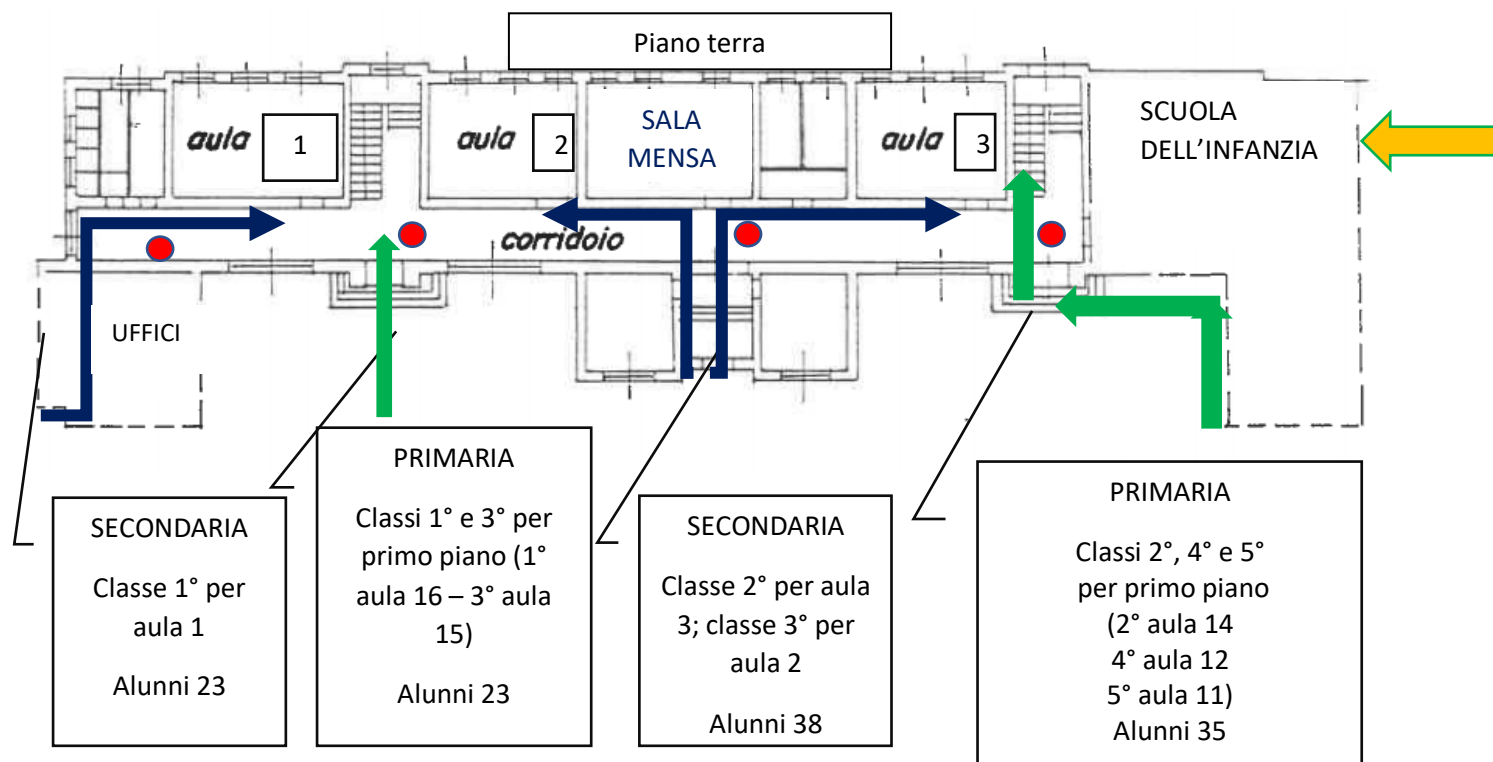 Piano terra
aula
1
aula
2
SALA
MENSA
aula
3
SCUOLA
DELL’INFANZIA
corridoio
UFFICI
SECONDARIA
Classe 1° per
aula 1
Alunni 23
PRIMARIA
Classi 1° e 3° per
primo piano (1°
aula 16 – 3° aula
15)
Alunni 23
SECONDARIA
Classe 2° per aula
3; classe 3° per
aula 2
Alunni 38
PRIMARIA
Classi 2°, 4° e 5°
per primo piano
(2° aula 14
4° aula 12
5° aula 11)
Alunni 35